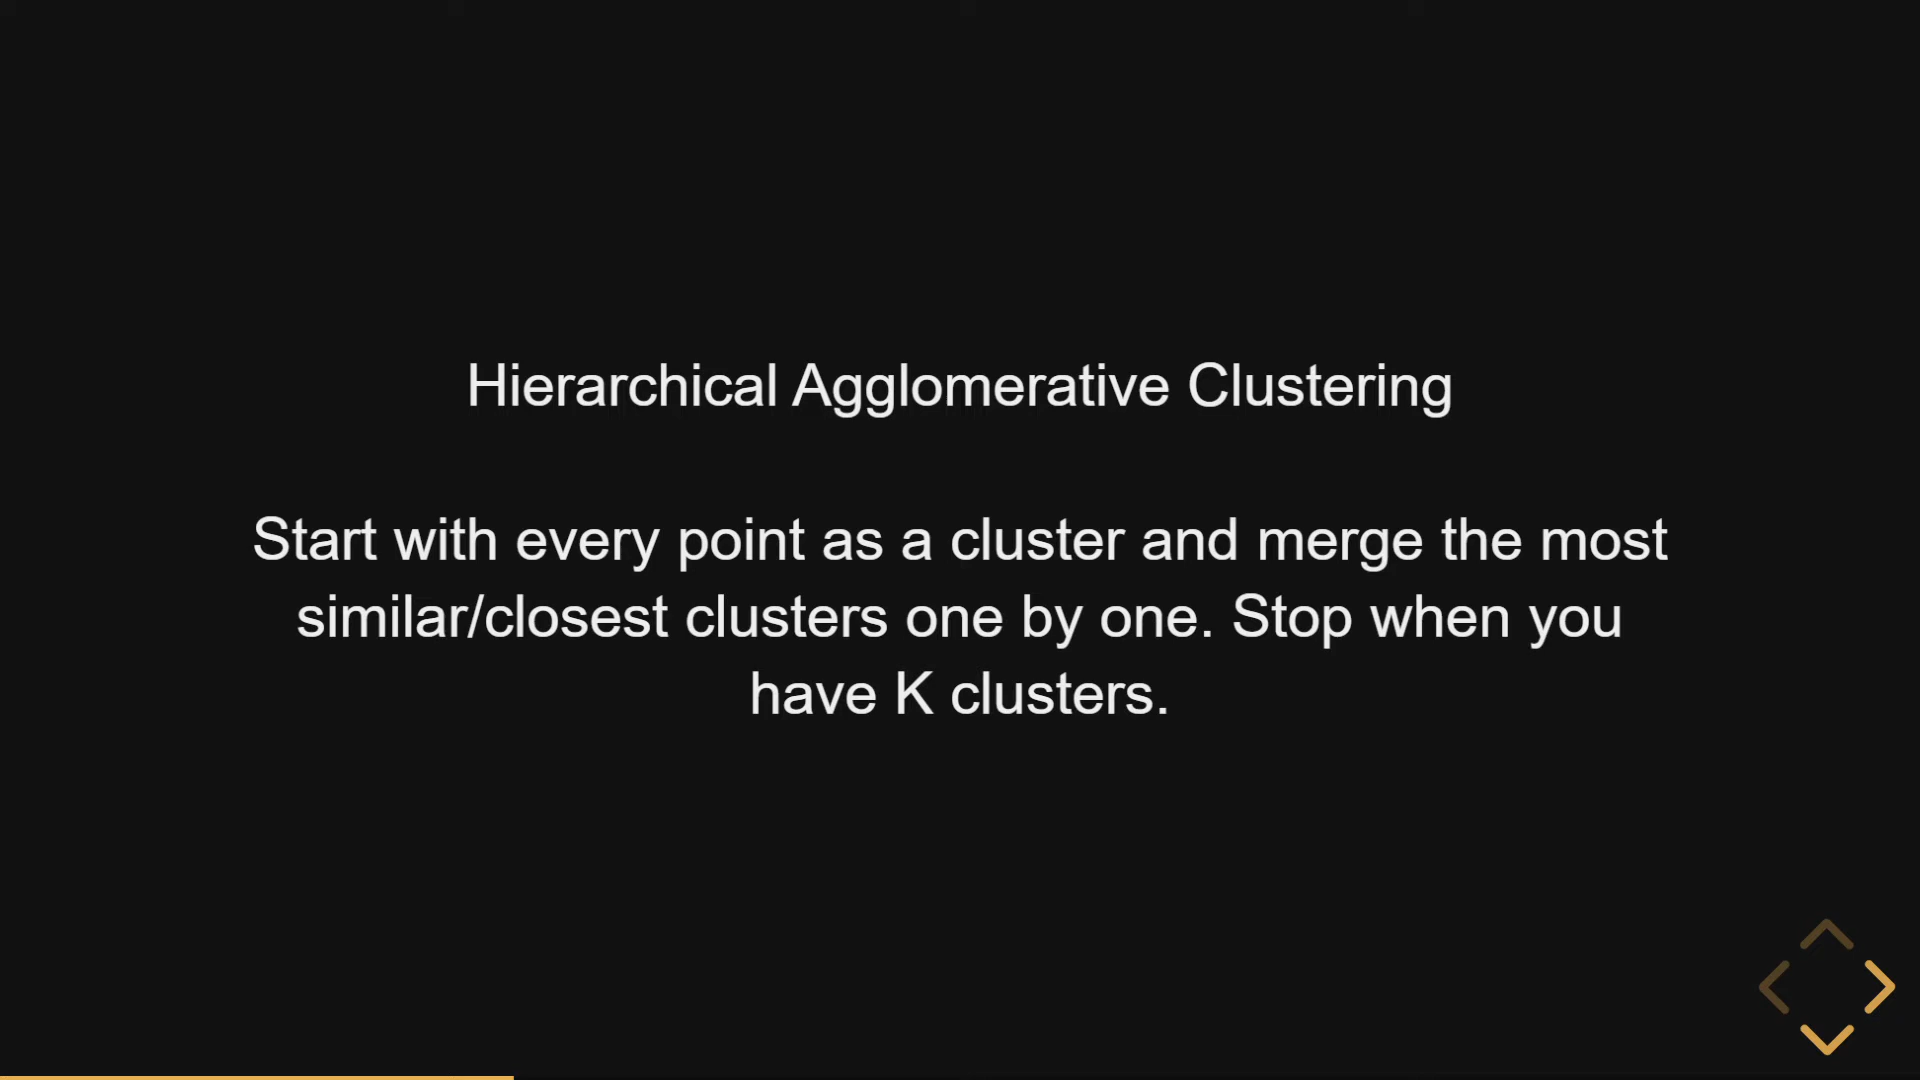 Hierarchical Agglomerative Clustering
Start with every point as a cluster and merge the most
similar/closest clusters one by one. Stop when you
have K clusters.